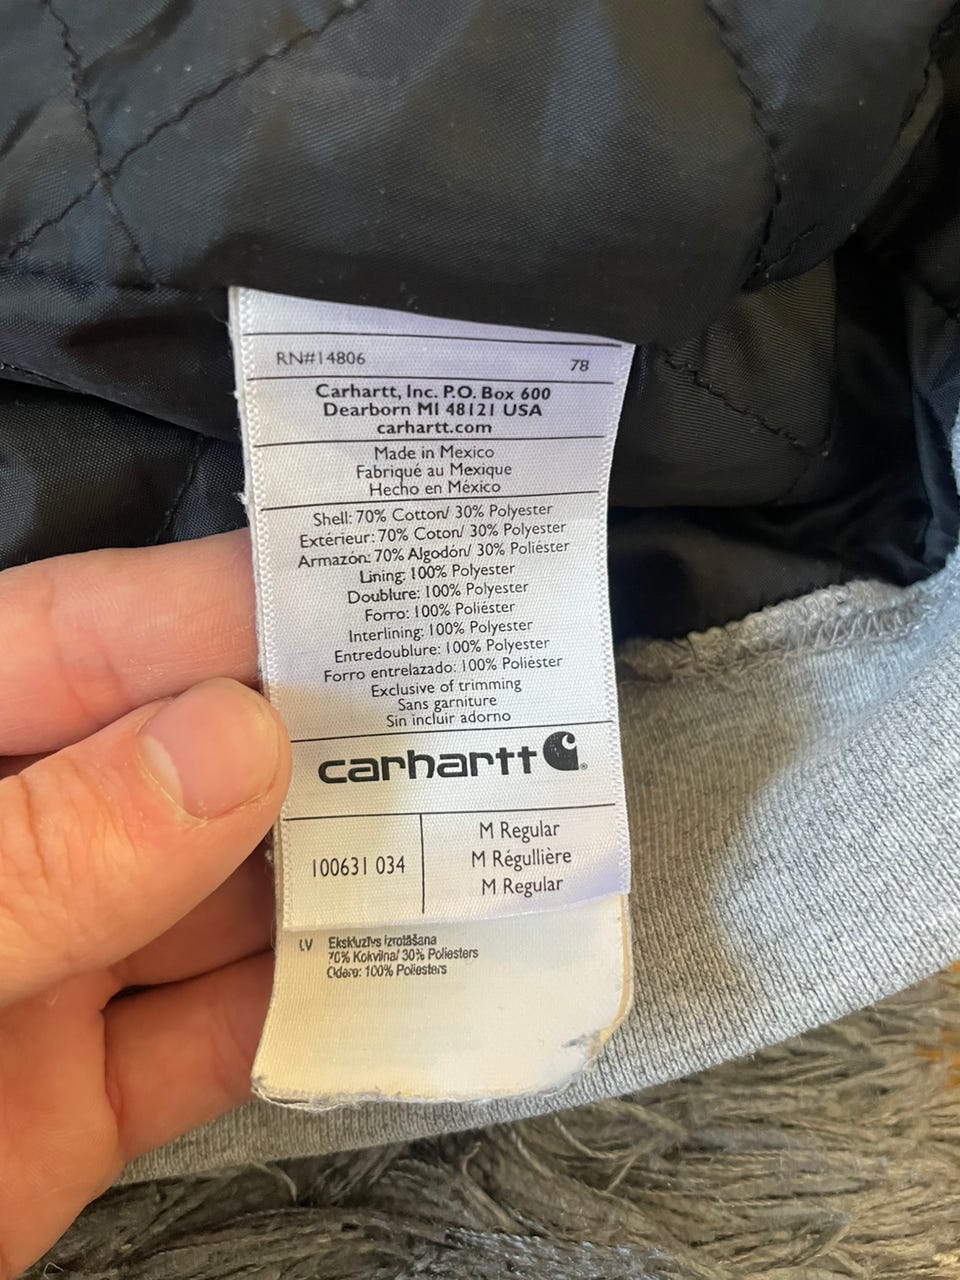 RN#14806 78
Carhartt, Inc. P.O. Box 600
Dearborn MI 48121 USA
carhartt.com
Made in Mexico
Fabriqué au Mexique
Hecho en México
Shell: 70% Cotton/ 30% Polyester
Extérieur: 70% Coton/ 30% Polyester
Armazón: 70% Algodón/ 30% Poliéster
Lining: 100% Polyester
Doublure: 100% Polyester
Forro: 100% Poliéster
Interlining: 100% Polyester
Entredoublure: 100% Polyester
Forro entrelazado: 100% Poliéster
Exclusive of trimming
Sans garniture
Sin incluir adorno
carhartt
M Regular
100631 034 M Régullière
M Regular
LV Ekskluzīvs izrotāšana
70% Kokvilna/ 30% Poliesters
Odere: 100% Poliesters